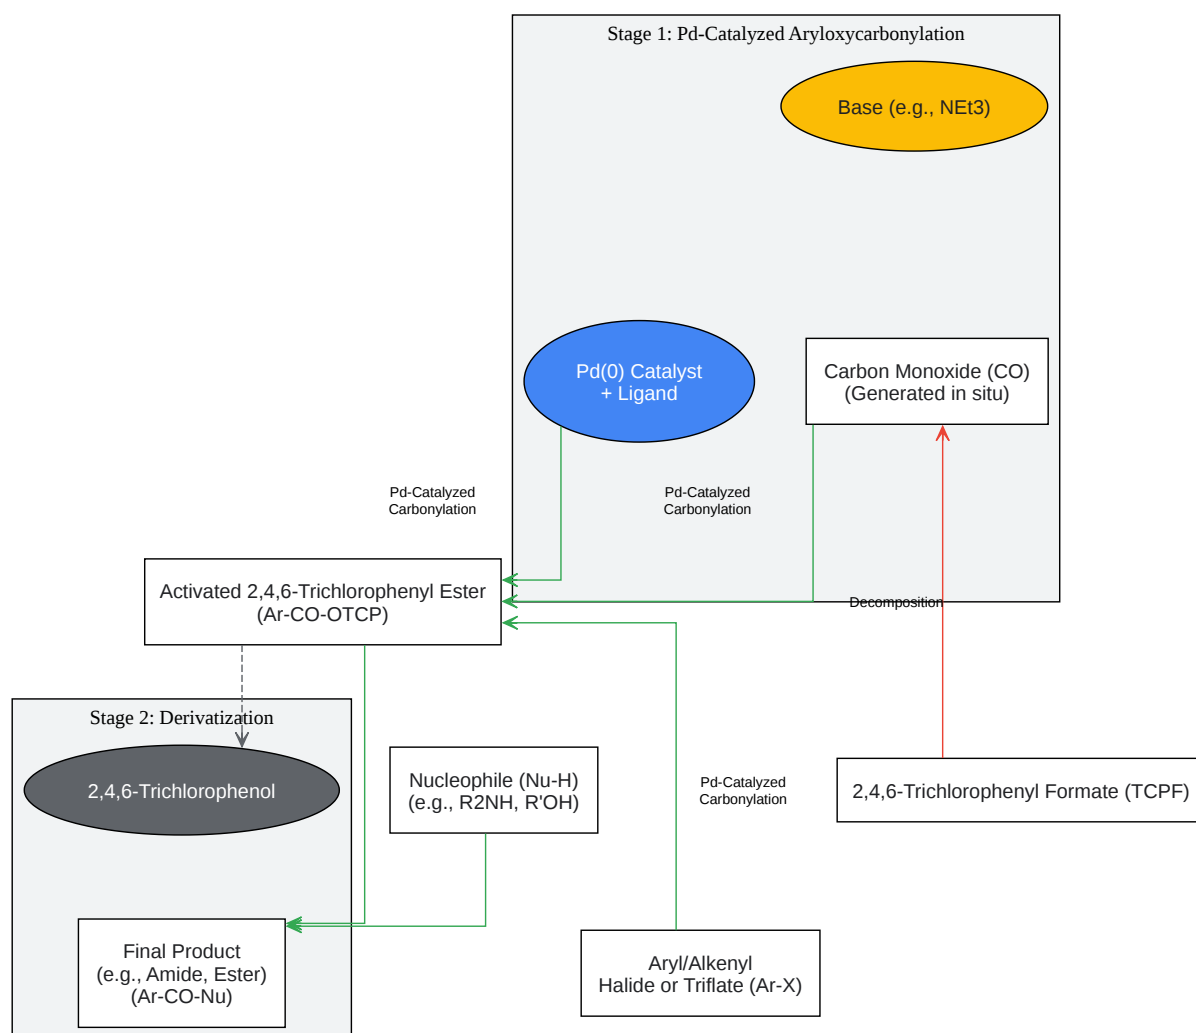 Stage 1: Pd-Catalyzed Aryloxycarbonylation
Base (e.g., NEt3)
Pd(0) Catalyst
+ Ligand
Carbon Monoxide (CO)
(Generated in situ)
Pd-Catalyzed
Carbonylation
Pd-Catalyzed
Carbonylation
Activated 2,4,6-Trichlorophenyl Ester
(Ar-CO-OTCP)
Decomposition
Stage 2: Derivatization
2,4,6-Trichlorophenol
Nucleophile (Nu-H)
(e.g., R2NH, R'OH)
Pd-Catalyzed
Carbonylation
2,4,6-Trichlorophenyl Formate (TCPF)
Final Product
(e.g., Amide, Ester)
(Ar-CO-Nu)
Aryl/Alkenyl
Halide or Triflate (Ar-X)